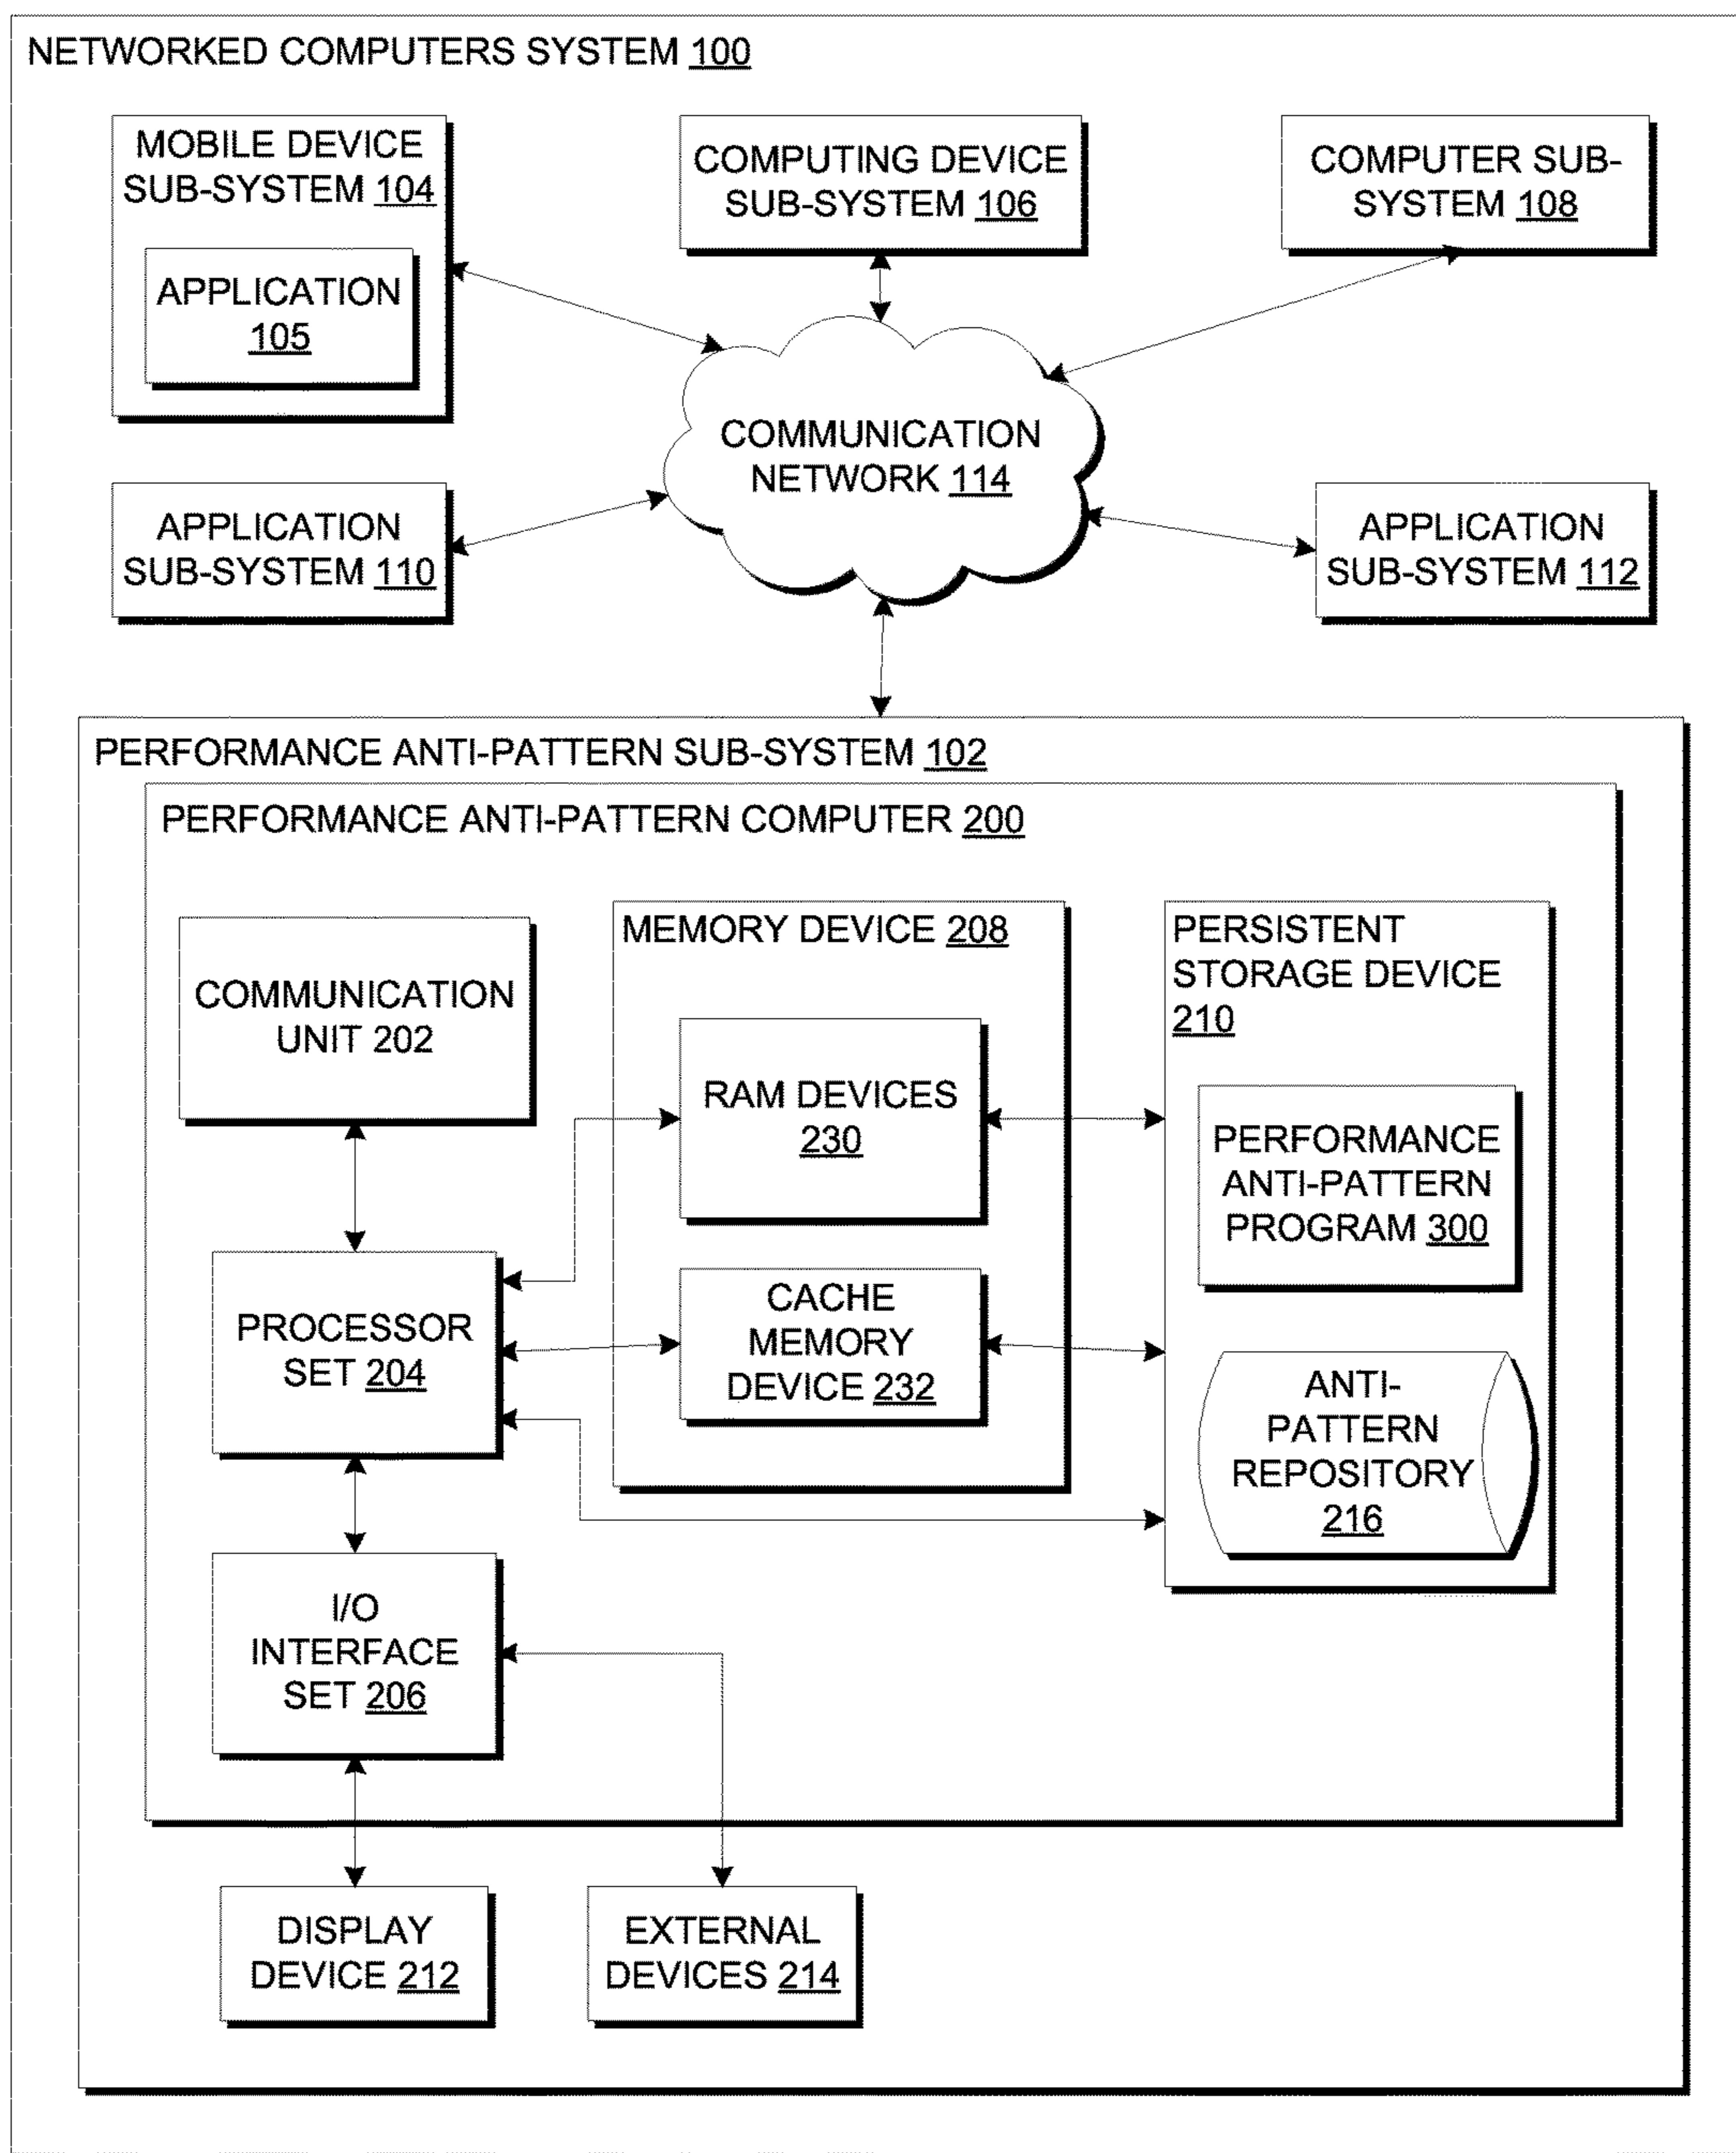 NETWORKED COMPUTERS SYSTEM 100
MOBILE DEVICE
SUB-SYSTEM 104
APPLICATION
105
COMPUTING DEVICE
SUB-SYSTEM 106
COMPUTER SUB-
SYSTEM 108
COMMUNICATION
NETWORK 114
APPLICATION
SUB-SYSTEM 110
APPLICATION
SUB-SYSTEM 112
PERFORMANCE ANTI-PATTERN SUB-SYSTEM 102
PERFORMANCE ANTI-PATTERN COMPUTER 200
COMMUNICATION
UNIT 202
MEMORY DEVICE 208
RAM DEVICES
230
CACHE
MEMORY
DEVICE 232
PERSISTENT
STORAGE DEVICE
210
PERFORMANCE
ANTI-PATTERN
PROGRAM 300
ANTI-
PATTERN
REPOSITORY
216
PROCESSOR
SET 204
I/O
INTERFACE
SET 206
DISPLAY
DEVICE 212
EXTERNAL
DEVICES 214